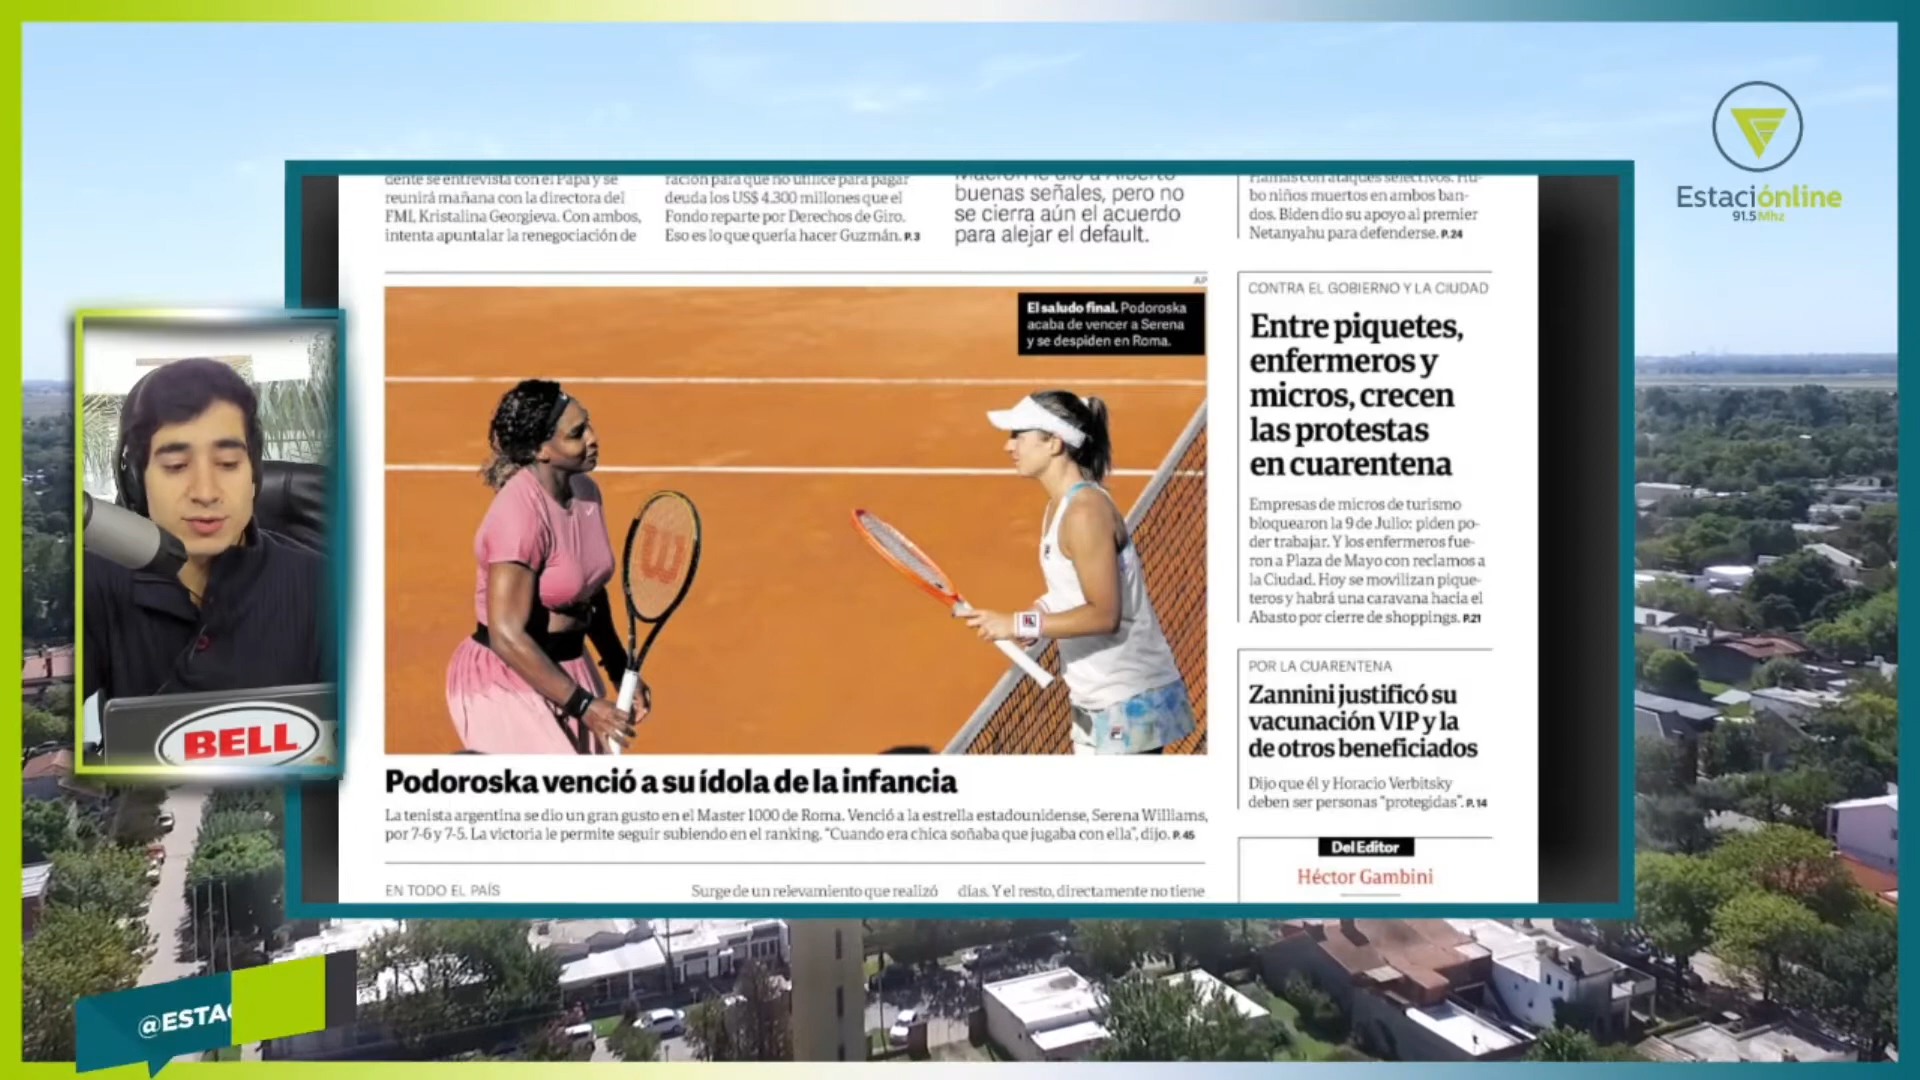 Estaciónline
91.5 Mhz
dente se entrevista con el Papa y se
reunirá mañana con la directora del
FMI, Kristalina Georgieva. Con ambos,
intenta apuntalar la renegociación de
ración para que no utilice para pagar
deuda los US$ 4.300 millones que el
Fondo reparte por Derechos de Giro.
Eso es lo que quería hacer Guzmán. P.3
Macron le dio a Alberto
buenas señales, pero no
se cierra aún el acuerdo
para alejar el default.
Hamas con ataques selectivos. Hu-
bo niños muertos en ambos ban-
dos. Biden dio su apoyo al premier
Netanyahu para defenderse. P.24
AP
El saludo final. Podoroska
acaba de vencer a Serena
y se despiden en Roma.
W
Podoroska venció a su ídola de la infancia
La tenista argentina se dio un gran gusto en el Master 1000 de Roma. Venció a la estrella estadounidense, Serena Williams,
por 7-6 y 7-5. La victoria le permite seguir subiendo en el ranking. “Cuando era chica soñaba que jugaba con ella”, dijo. P.45
CONTRA EL GOBIERNO Y LA CIUDAD
Entre piquetes,
enfermeros y
micros, crecen
las protestas
en cuarentena
Empresas de micros de turismo
bloquearon la 9 de Julio: piden po-
der trabajar. Y los enfermeros fue-
ron a Plaza de Mayo con reclamos a
la Ciudad. Hoy se movilizan pique-
teros y habrá una caravana hacia el
Abasto por cierre de shoppings. P.21
POR LA CUARENTENA
Zannini justificó su
vacunación VIP y la
de otros beneficiados
Dijo que él y Horacio Verbitsky
deben ser personas “protegidas”. P.14
Del Editor
Héctor Gambini
EN TODO EL PAÍS
Surge de un relevamiento que realizó
días. Y el resto, directamente no tiene
BELL
@ESTA